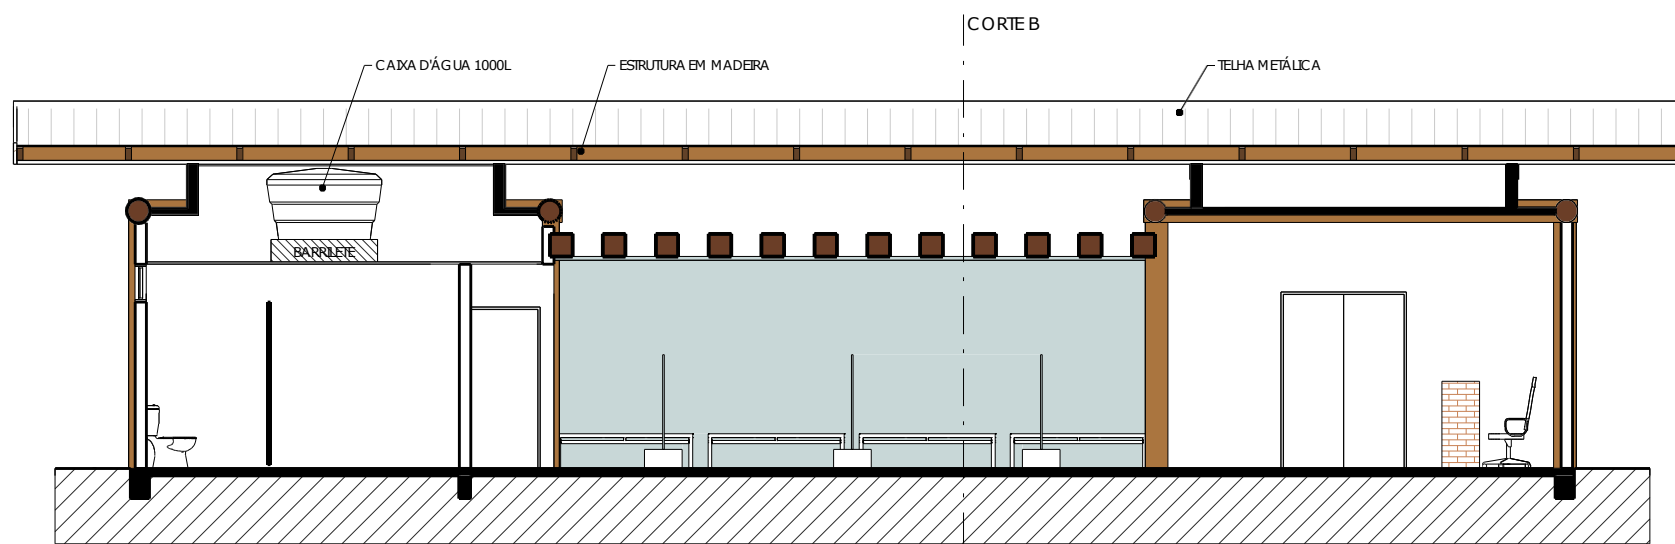 CORTE B
CAIXA D'ÁGUA 1000L
ESTRUTURA EM MADEIRA
TELHA METÁLICA
BARRILETE